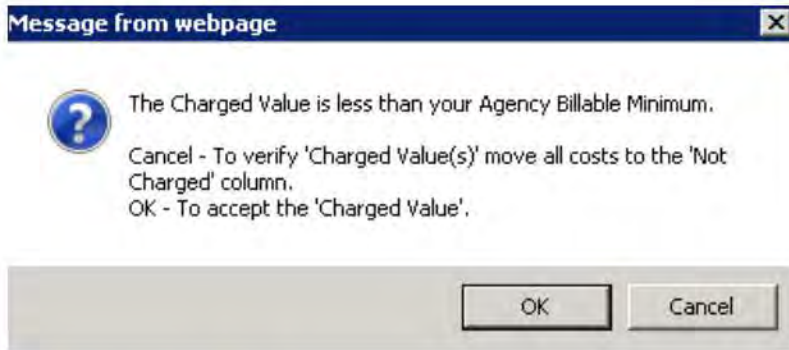 Message from webpage
The Charged Value is less than your Agency Billable Minimum.
Cancel - To verify 'Charged Value(s)' move all costs to the 'Not
Charged' column.
OK - To accept the 'Charged Value'.
OK
Cancel